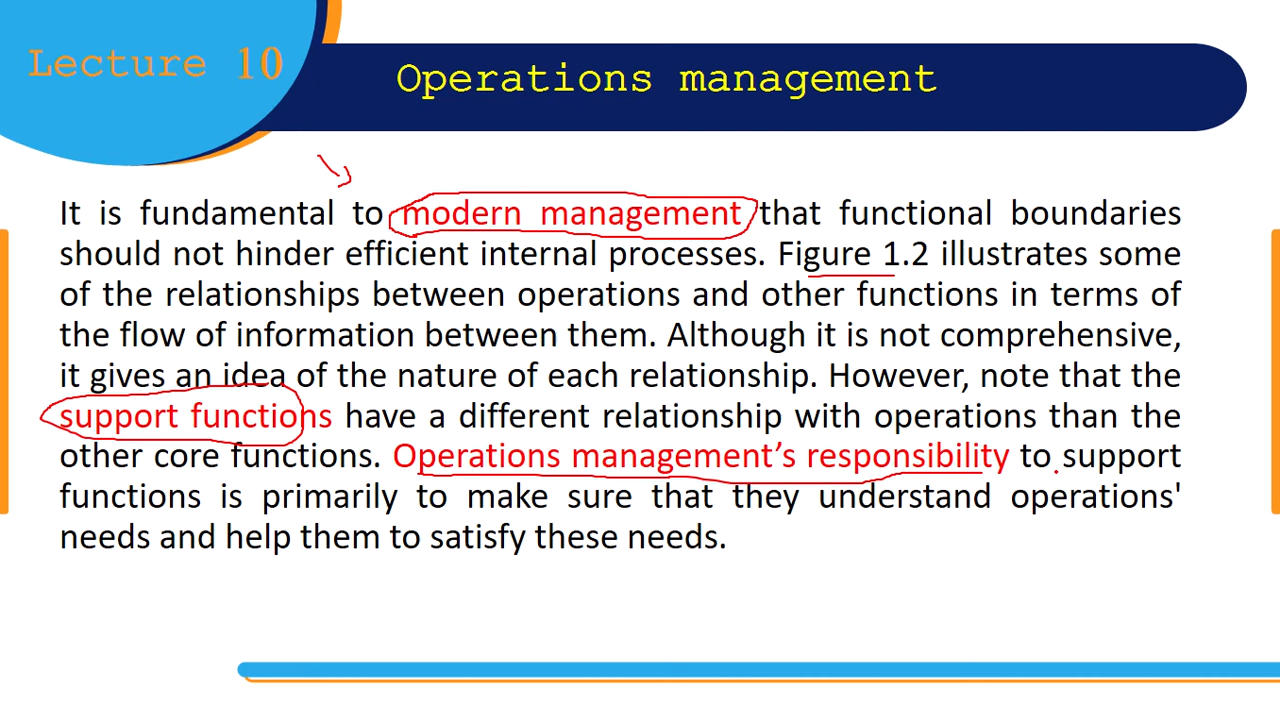 Lecture 10
Operations management
It is fundamental to modern management that functional boundaries
should not hinder efficient internal processes. Figure 1.2 illustrates some
of the relationships between operations and other functions in terms of
the flow of information between them. Although it is not comprehensive,
it gives an idea of the nature of each relationship. However, note that the
support functions have a different relationship with operations than the
other core functions. Operations management’s responsibility to support
functions is primarily to make sure that they understand operations'
needs and help them to satisfy these needs.